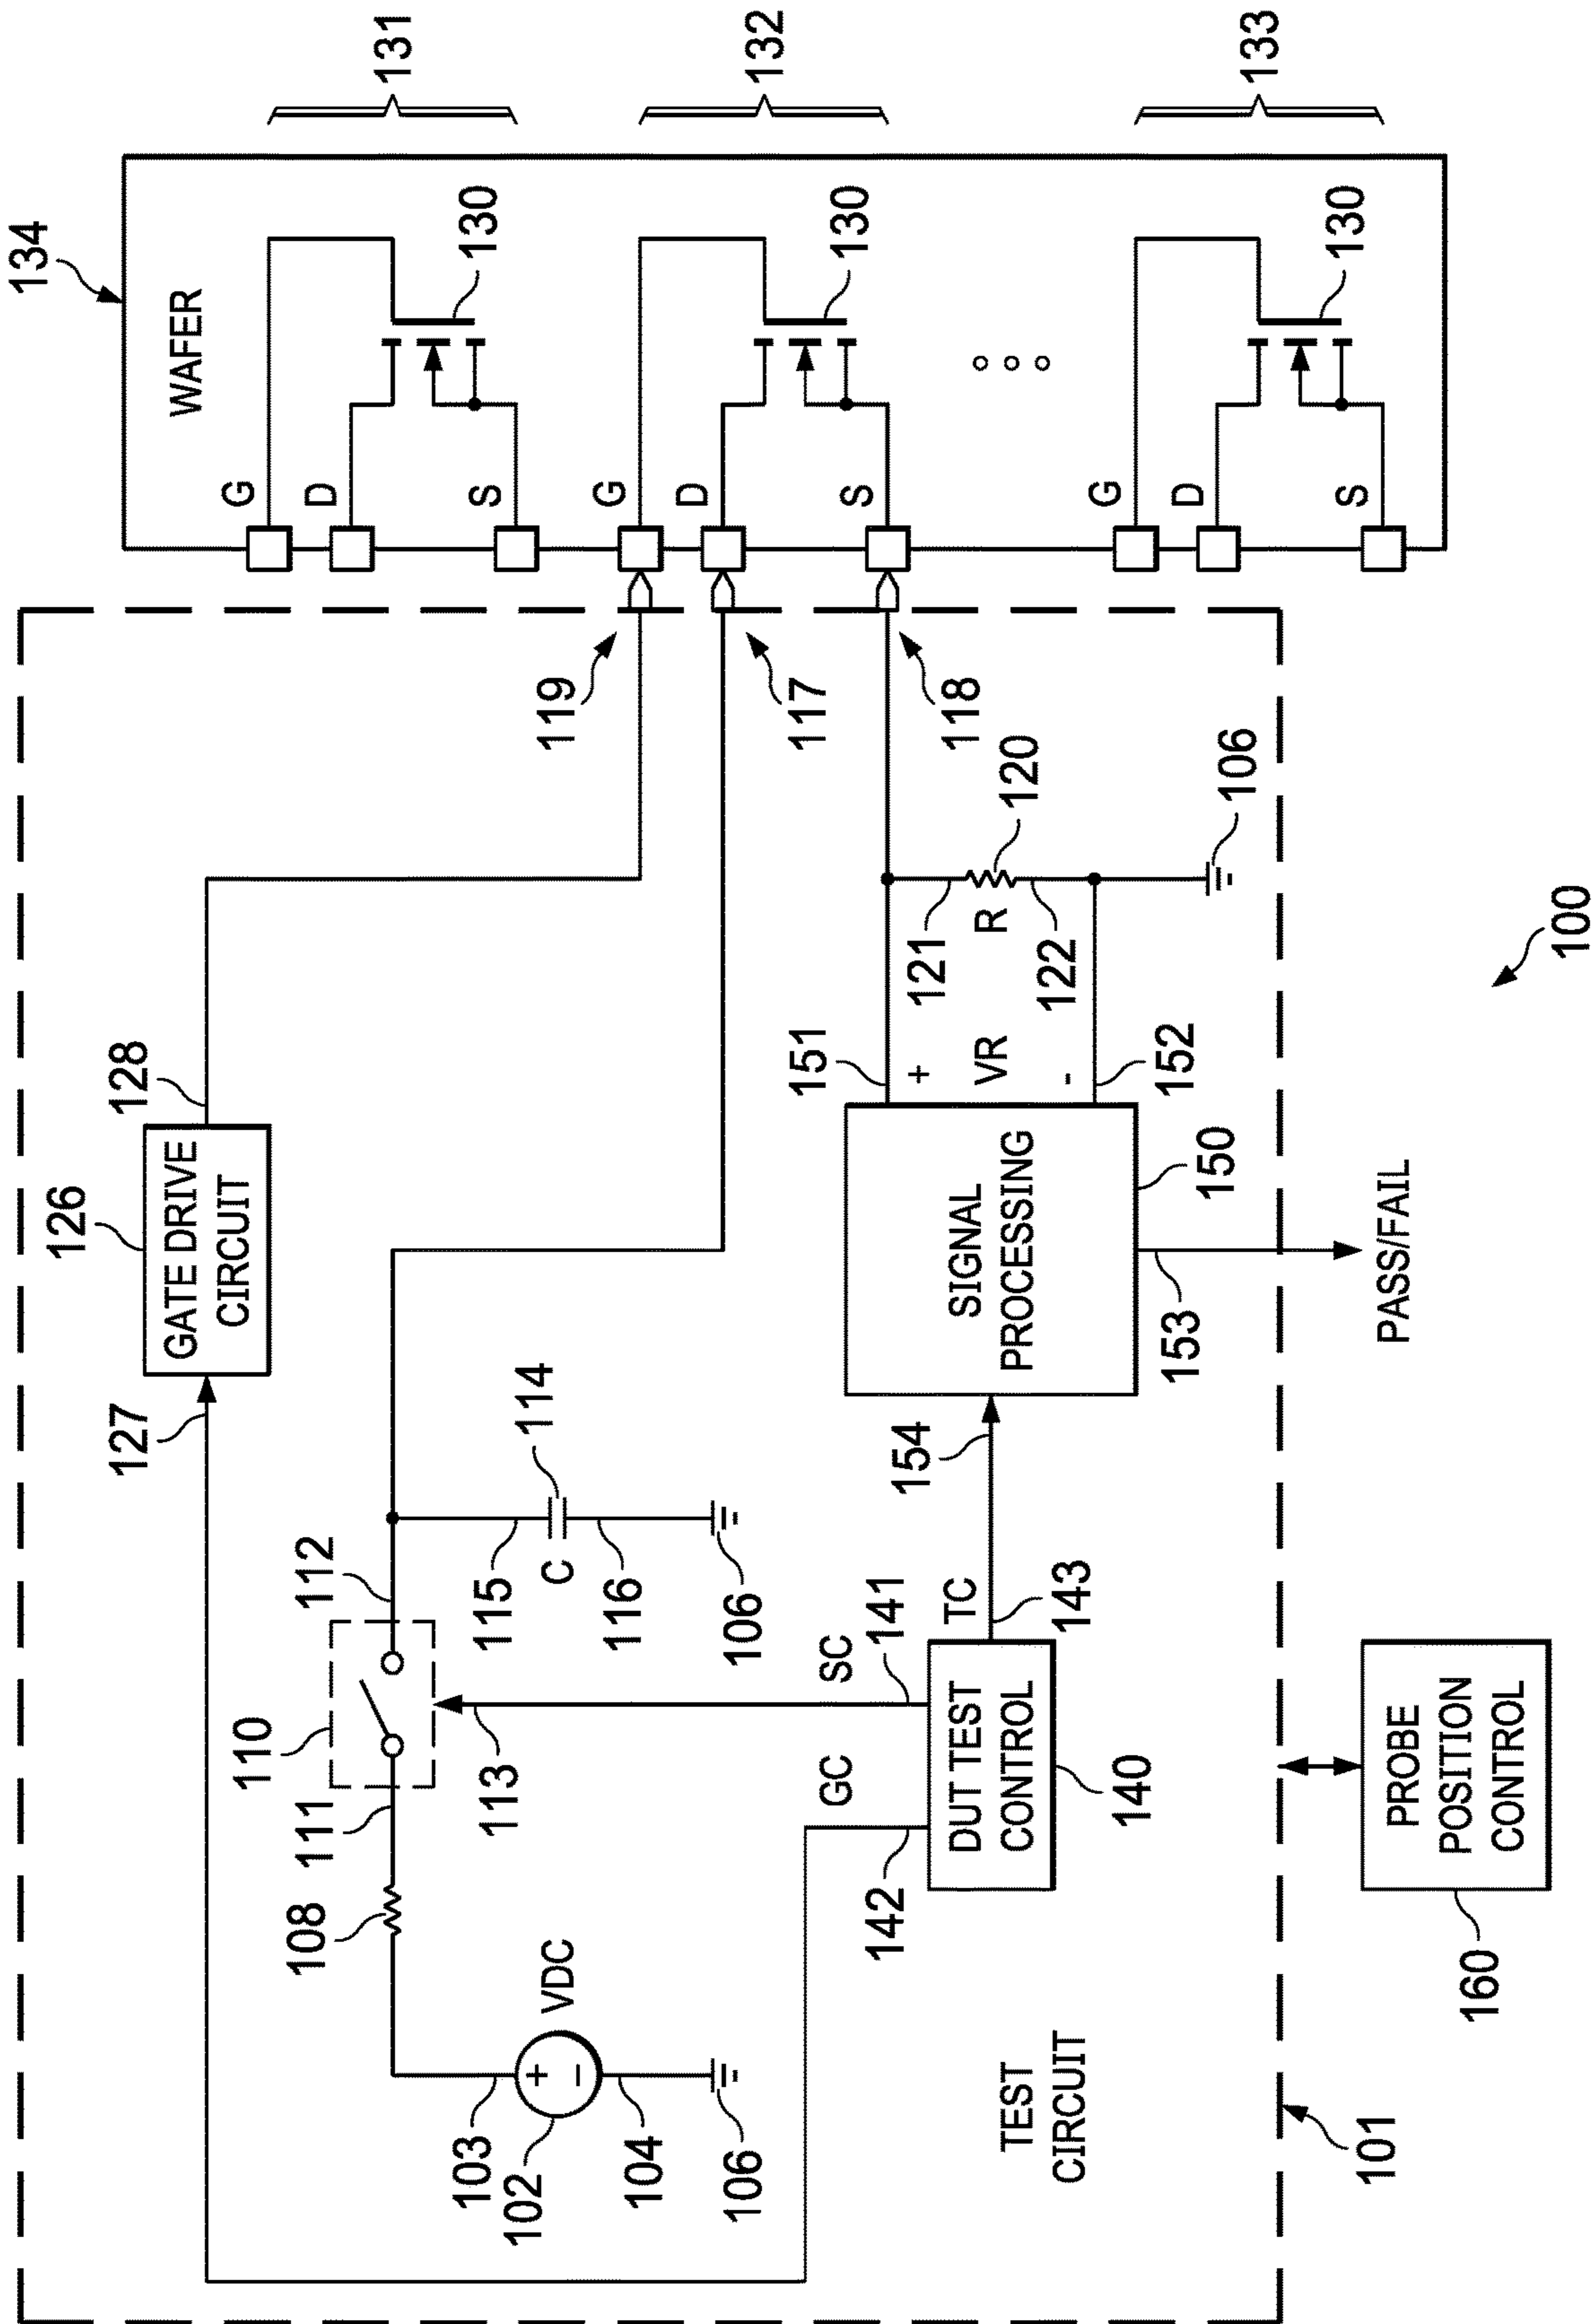 134
WAFER
131
132
133
130
130
130
G
D
S
G
D
S
G
D
S
119
117
118
126
GATE DRIVE
CIRCUIT
127
128
110
111
112
113
108
114
115
C
116
106
103
102
VDC
104
106
120
121
R
122
106
151
+
VR
-
152
SIGNAL
PROCESSING
150
153
154
PASS/FAIL
GC
SC
TC
142
141
143
DUT TEST
CONTROL
140
TEST
CIRCUIT
101
PROBE
POSITION
CONTROL
160
100